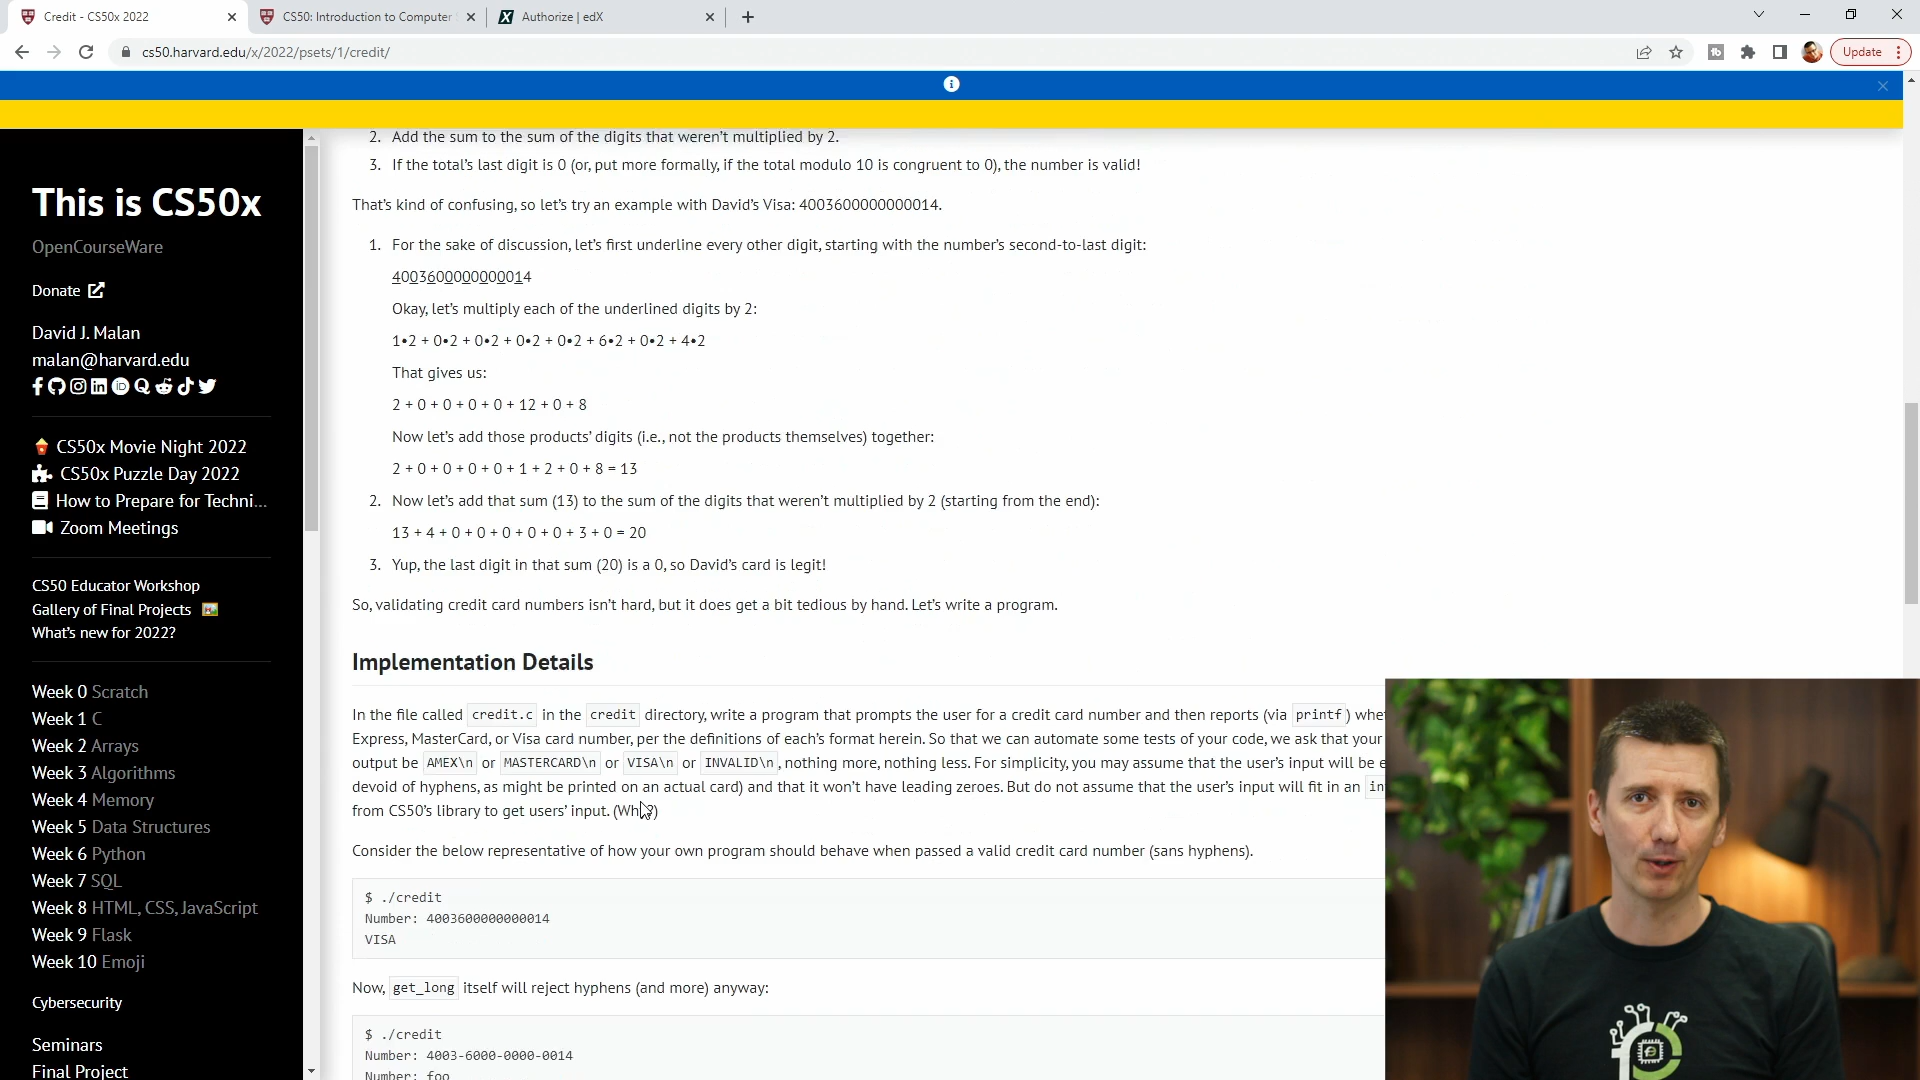 Credit - CS50x 2022
CS50: Introduction to Computer
Authorize | edX
cs50.harvard.edu/x/2022/psets/1/credit/
Update
This is CS50x
OpenCourseWare
Donate
David J. Malan
malan@harvard.edu
CS50x Movie Night 2022
CS50x Puzzle Day 2022
How to Prepare for Techni...
Zoom Meetings
CS50 Educator Workshop
Gallery of Final Projects
What's new for 2022?
Week 0 Scratch
Week 1 C
Week 2 Arrays
Week 3 Algorithms
Week 4 Memory
Week 5 Data Structures
Week 6 Python
Week 7 SQL
Week 8 HTML, CSS, JavaScript
Week 9 Flask
Week 10 Emoji
Cybersecurity
Seminars
Final Project
2. Add the sum to the sum of the digits that weren't multiplied by 2.
3. If the total's last digit is 0 (or, put more formally, if the total modulo 10 is congruent to 0), the number is valid!
That's kind of confusing, so let's try an example with David's Visa: 4003600000000014.
1. For the sake of discussion, let's first underline every other digit, starting with the number's second-to-last digit:
4003600000000014
Okay, let's multiply each of the underlined digits by 2:
1•2 + 0•2 + 0•2 + 0•2 + 0•2 + 6•2 + 0•2 + 4•2
That gives us:
2 + 0 + 0 + 0 + 0 + 12 + 0 + 8
Now let's add those products' digits (i.e., not the products themselves) together:
2 + 0 + 0 + 0 + 0 + 1 + 2 + 0 + 8 = 13
2. Now let's add that sum (13) to the sum of the digits that weren't multiplied by 2 (starting from the end):
13 + 4 + 0 + 0 + 0 + 0 + 0 + 3 + 0 = 20
3. Yup, the last digit in that sum (20) is a 0, so David's card is legit!
So, validating credit card numbers isn't hard, but it does get a bit tedious by hand. Let's write a program.
Implementation Details
In the file called credit.c in the credit directory, write a program that prompts the user for a credit card number and then reports (via printf)
Express, MasterCard, or Visa card number, per the definitions of each's format herein. So that we can automate some tests of your code, we ask that your
output be AMEX\n or MASTERCARD\n or VISA\n or INVALID\n, nothing more, nothing less. For simplicity, you may assume that the user's input will be
devoid of hyphens, as might be printed on an actual card) and that it won't have leading zeroes. But do not assume that the user's input will fit in an
from CS50's library to get users' input. (Why?)
Consider the below representative of how your own program should behave when passed a valid credit card number (sans hyphens).
$ ./credit
Number: 4003600000000014
VISA
Now, get_long itself will reject hyphens (and more) anyway:
$ ./credit
Number: 4003-6000-0000-0014
Number: foo